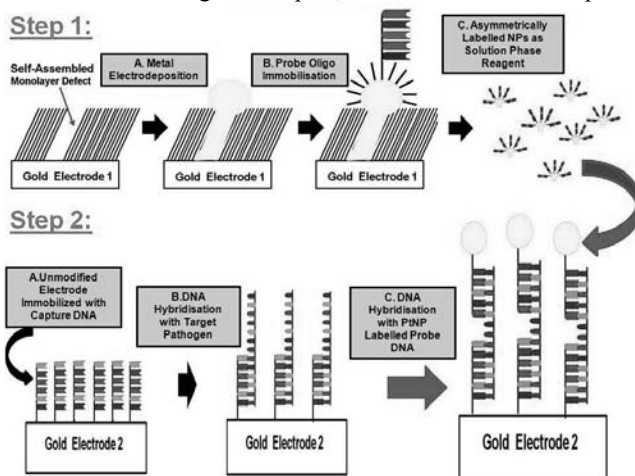 Step 1:
Self-Assembled
Monolayer Defect
A. Metal
Electrodeposition
B. Probe Oligo
Immobilisation
C. Asymmetrically
Labelled NPs as
Solution Phase
Reagent
Gold Electrode 1
Gold Electrode 1
Gold Electrode 1
Step 2:
A.Unmodified
Electrode
Immobilized with
Capture DNA
B.DNA
Hybridisation
with Target
Pathogen
C. DNA
Hybridisation
with PtNP
Labelled Probe
DNA
Gold Electrode 2
Gold Electrode 2
Gold Electrode 2